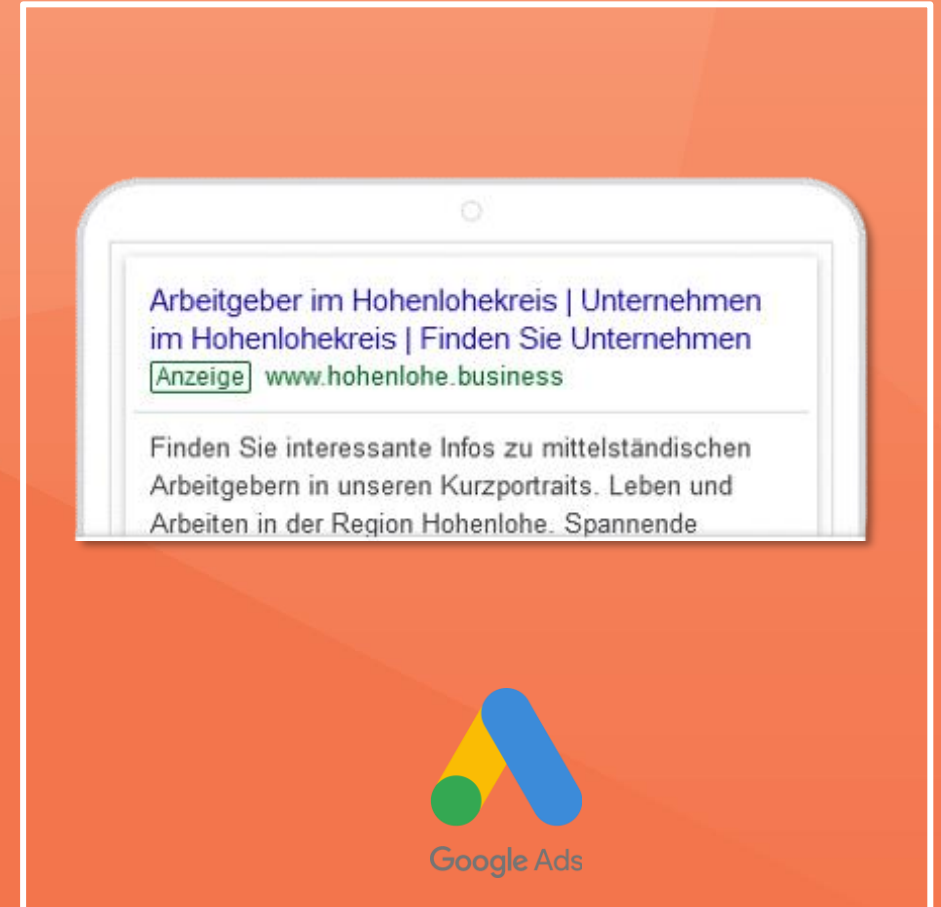 Arbeitgeber im Hohenlohekreis | Unternehmen
im Hohenlohekreis | Finden Sie Unternehmen
Anzeige www.hohenlohe.business
Finden Sie interessante Infos zu mittelständischen
Arbeitgebern in unseren Kurzportraits. Leben und
Arbeiten in der Region Hohenlohe. Spannende
Google Ads